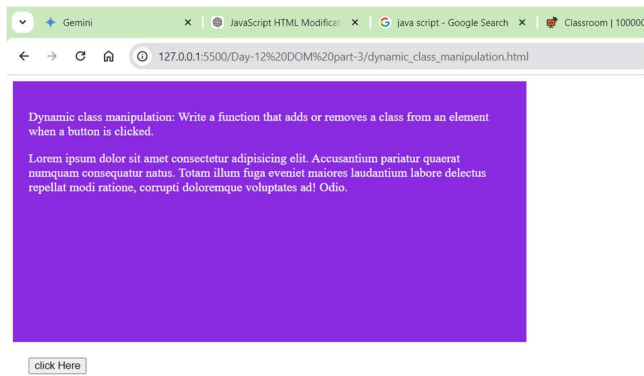 Gemini
JavaScript HTML Modificati
java script - Google Search
Classroom | 10000
127.0.0.1:5500/Day-12%20DOM%20part-3/dynamic_class_manipulation.html
Dynamic class manipulation: Write a function that adds or removes a class from an element
when a button is clicked.
Lorem ipsum dolor sit amet consectetur adipisicing elit. Accusantium pariatur quaerat
numquam consequatur natus. Totam illum fuga eveniet maiores laudantium labore delectus
repellat modi ratione, corrupti doloremque voluptates ad! Odio.
click Here